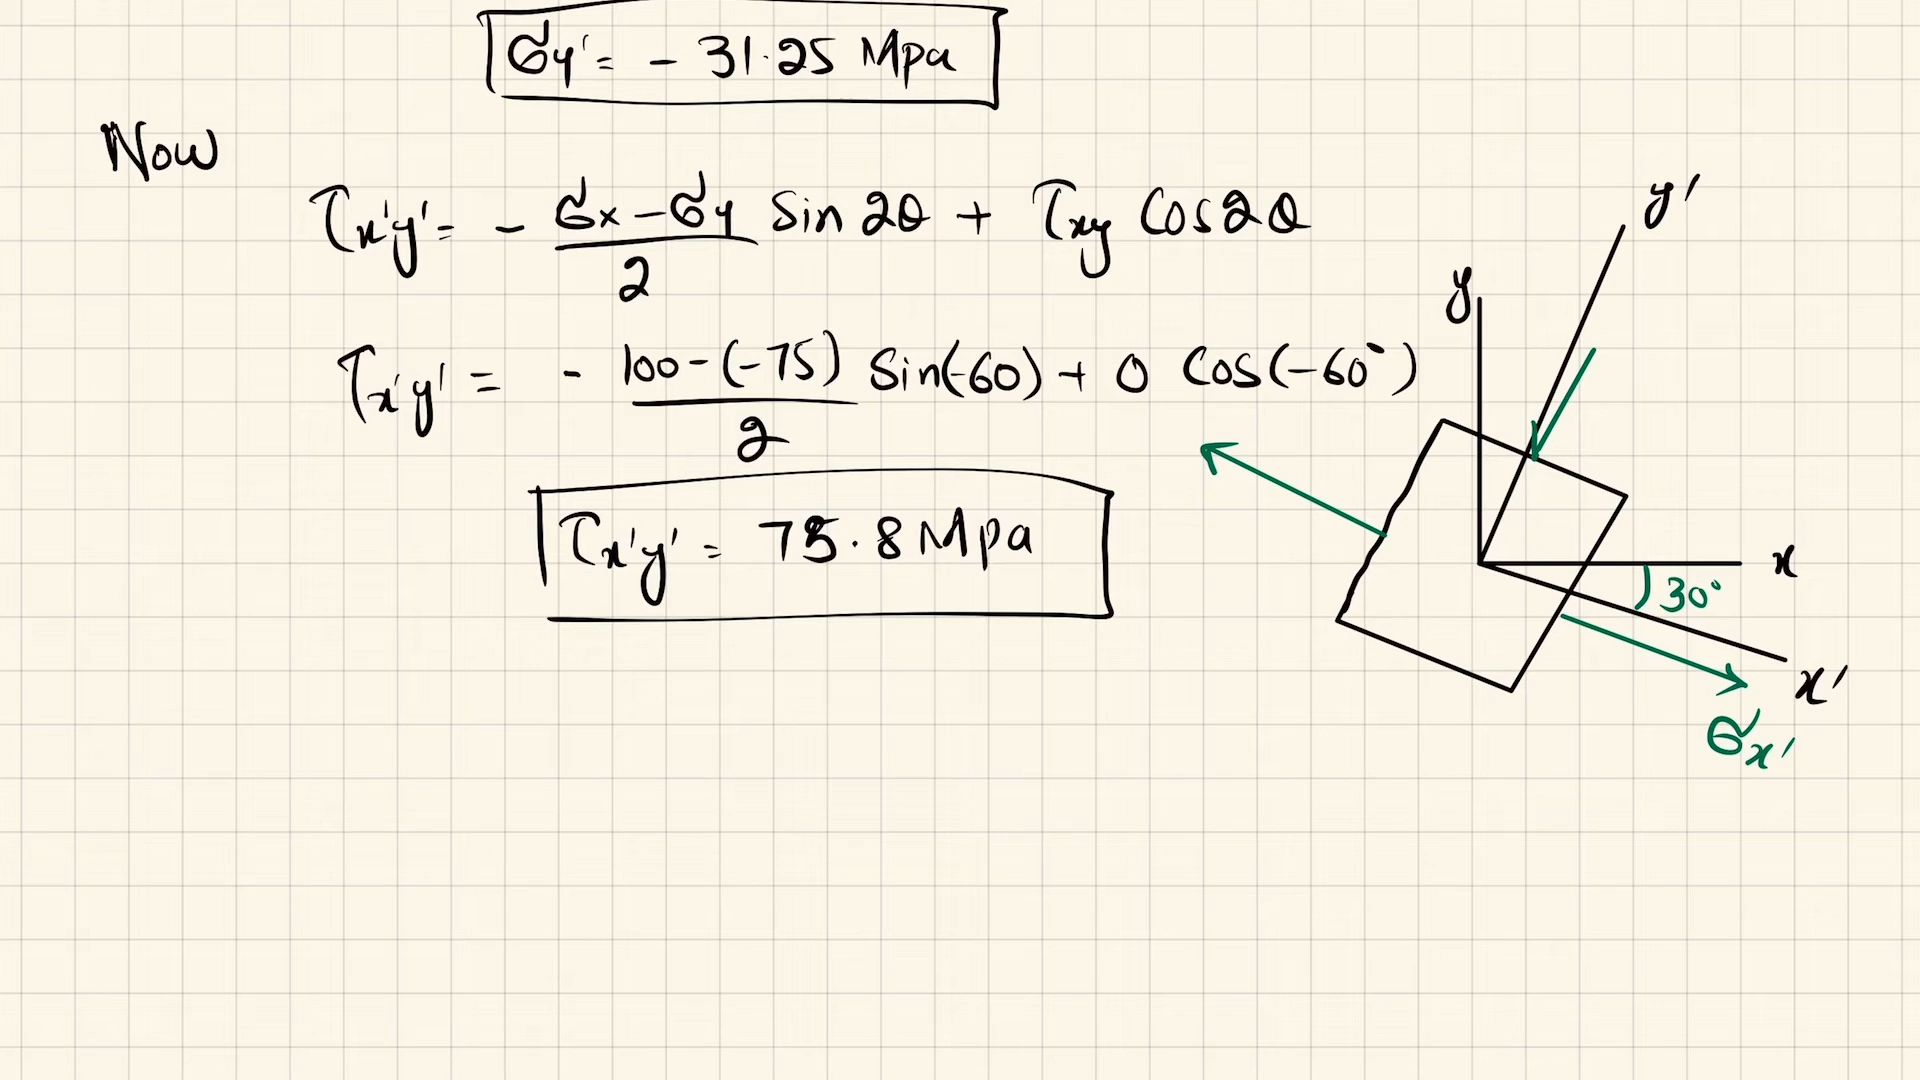 σy' = - 31.25 Mpa
Now
τx'y' = - σx - σy / 2 Sin 2θ + τxy Cos2θ
τx'y' = - 100-(-75) / 2 Sin(-60) + 0 Cos(-60°)
τx'y' = 75.8 Mpa
y'
y
x
30°
x'
σx'